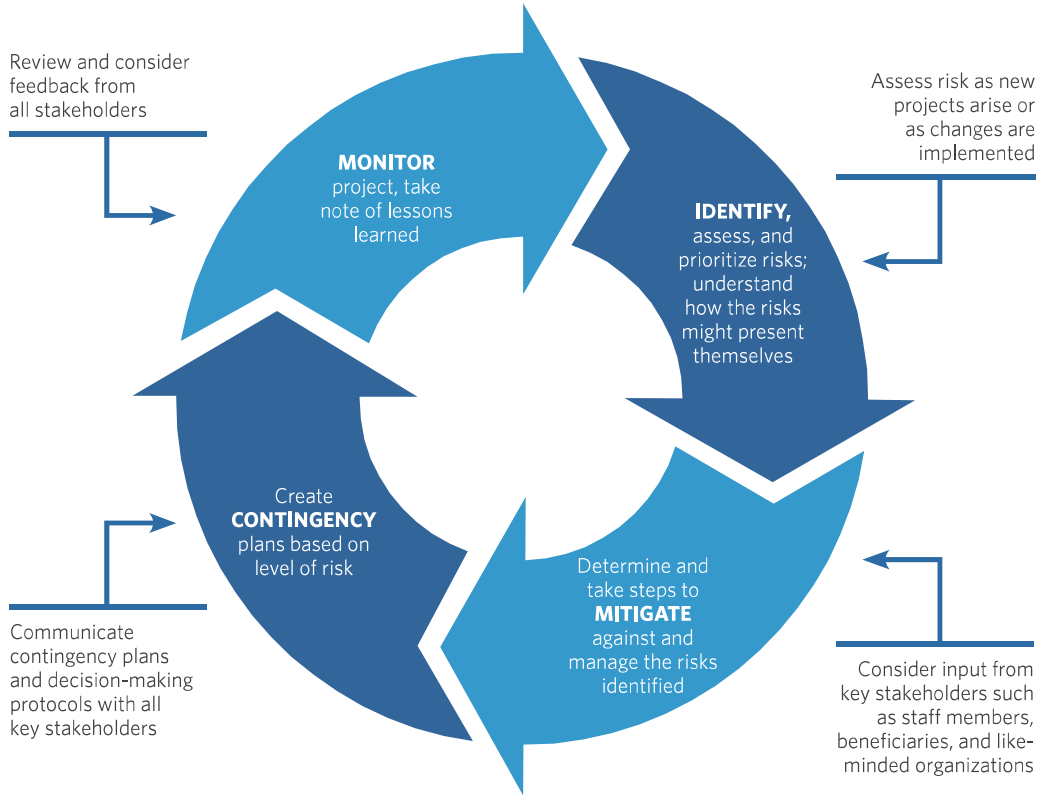 Review and consider
feedback from
all stakeholders
Assess risk as new
projects arise or
as changes are
implemented
MONITOR
project, take
note of lessons
learned
IDENTIFY,
assess, and
prioritize risks;
understand
how the risks
might present
themselves
Create
CONTINGENCY
plans based on
level of risk
Determine and
take steps to
MITIGATE
against and
manage the risks
identified
Communicate
contingency plans
and decision-making
protocols with all
key stakeholders
Consider input from
key stakeholders such
as staff members,
beneficiaries, and like-
minded organizations